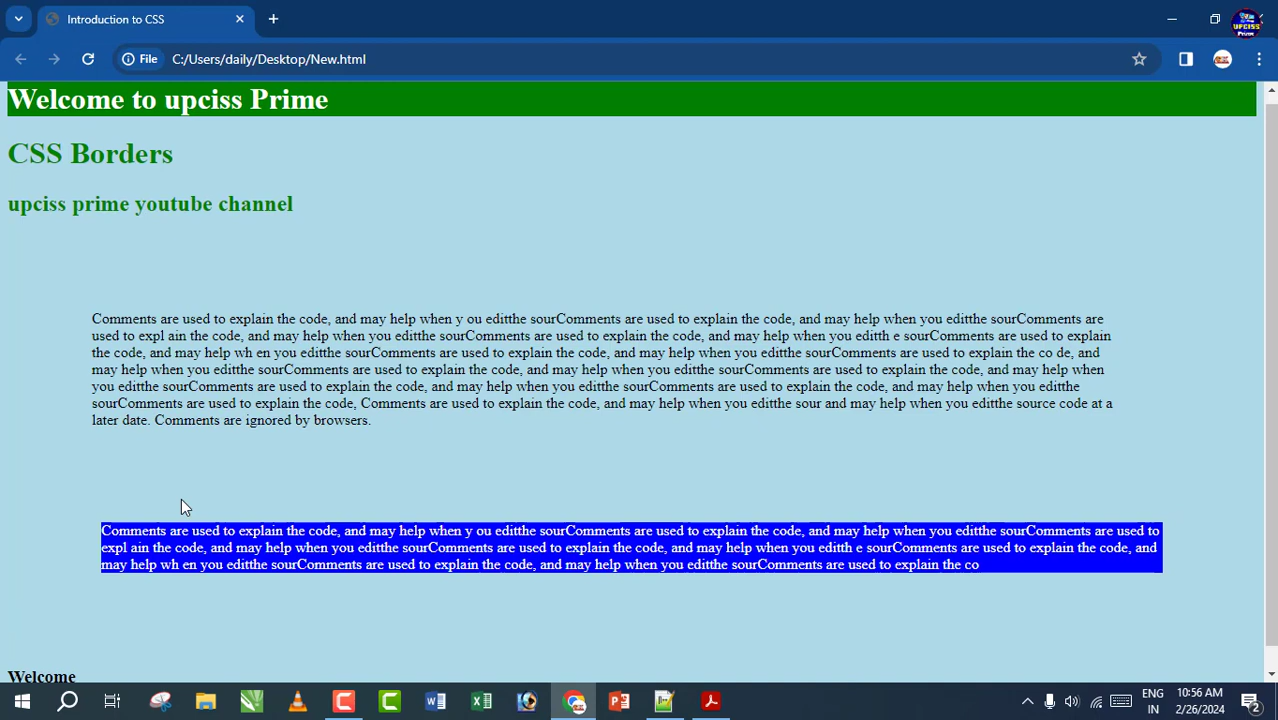 Introduction to CSS
File
C:/Users/daily/Desktop/New.html
UPCISS
Prime
Welcome to upciss Prime
CSS Borders
upciss prime youtube channel
Comments are used to explain the code, and may help when y ou editthe sourComments are used to explain the code, and may help when you editthe sourComments are
used to expl ain the code, and may help when you editthe sourComments are used to explain the code, and may help when you editth e sourComments are used to explain
the code, and may help wh en you editthe sourComments are used to explain the code, and may help when you editthe sourComments are used to explain the co de, and
may help when you editthe sourComments are used to explain the code, and may help when you editthe sourComments are used to explain the code, and may help when
you editthe sourComments are used to explain the code, and may help when you editthe sourComments are used to explain the code, and may help when you editthe
sourComments are used to explain the code, Comments are used to explain the code, and may help when you editthe sour and may help when you editthe source code at a
later date. Comments are ignored by browsers.
Comments are used to explain the code, and may help when y ou editthe sourComments are used to explain the code, and may help when you editthe sourComments are used to
expl ain the code, and may help when you editthe sourComments are used to explain the code, and may help when you editth e sourComments are used to explain the code, and
may help wh en you editthe sourComments are used to explain the code, and may help when you editthe sourComments are used to explain the co
Welcome
ENG
IN
10:56 AM
2/26/2024
2